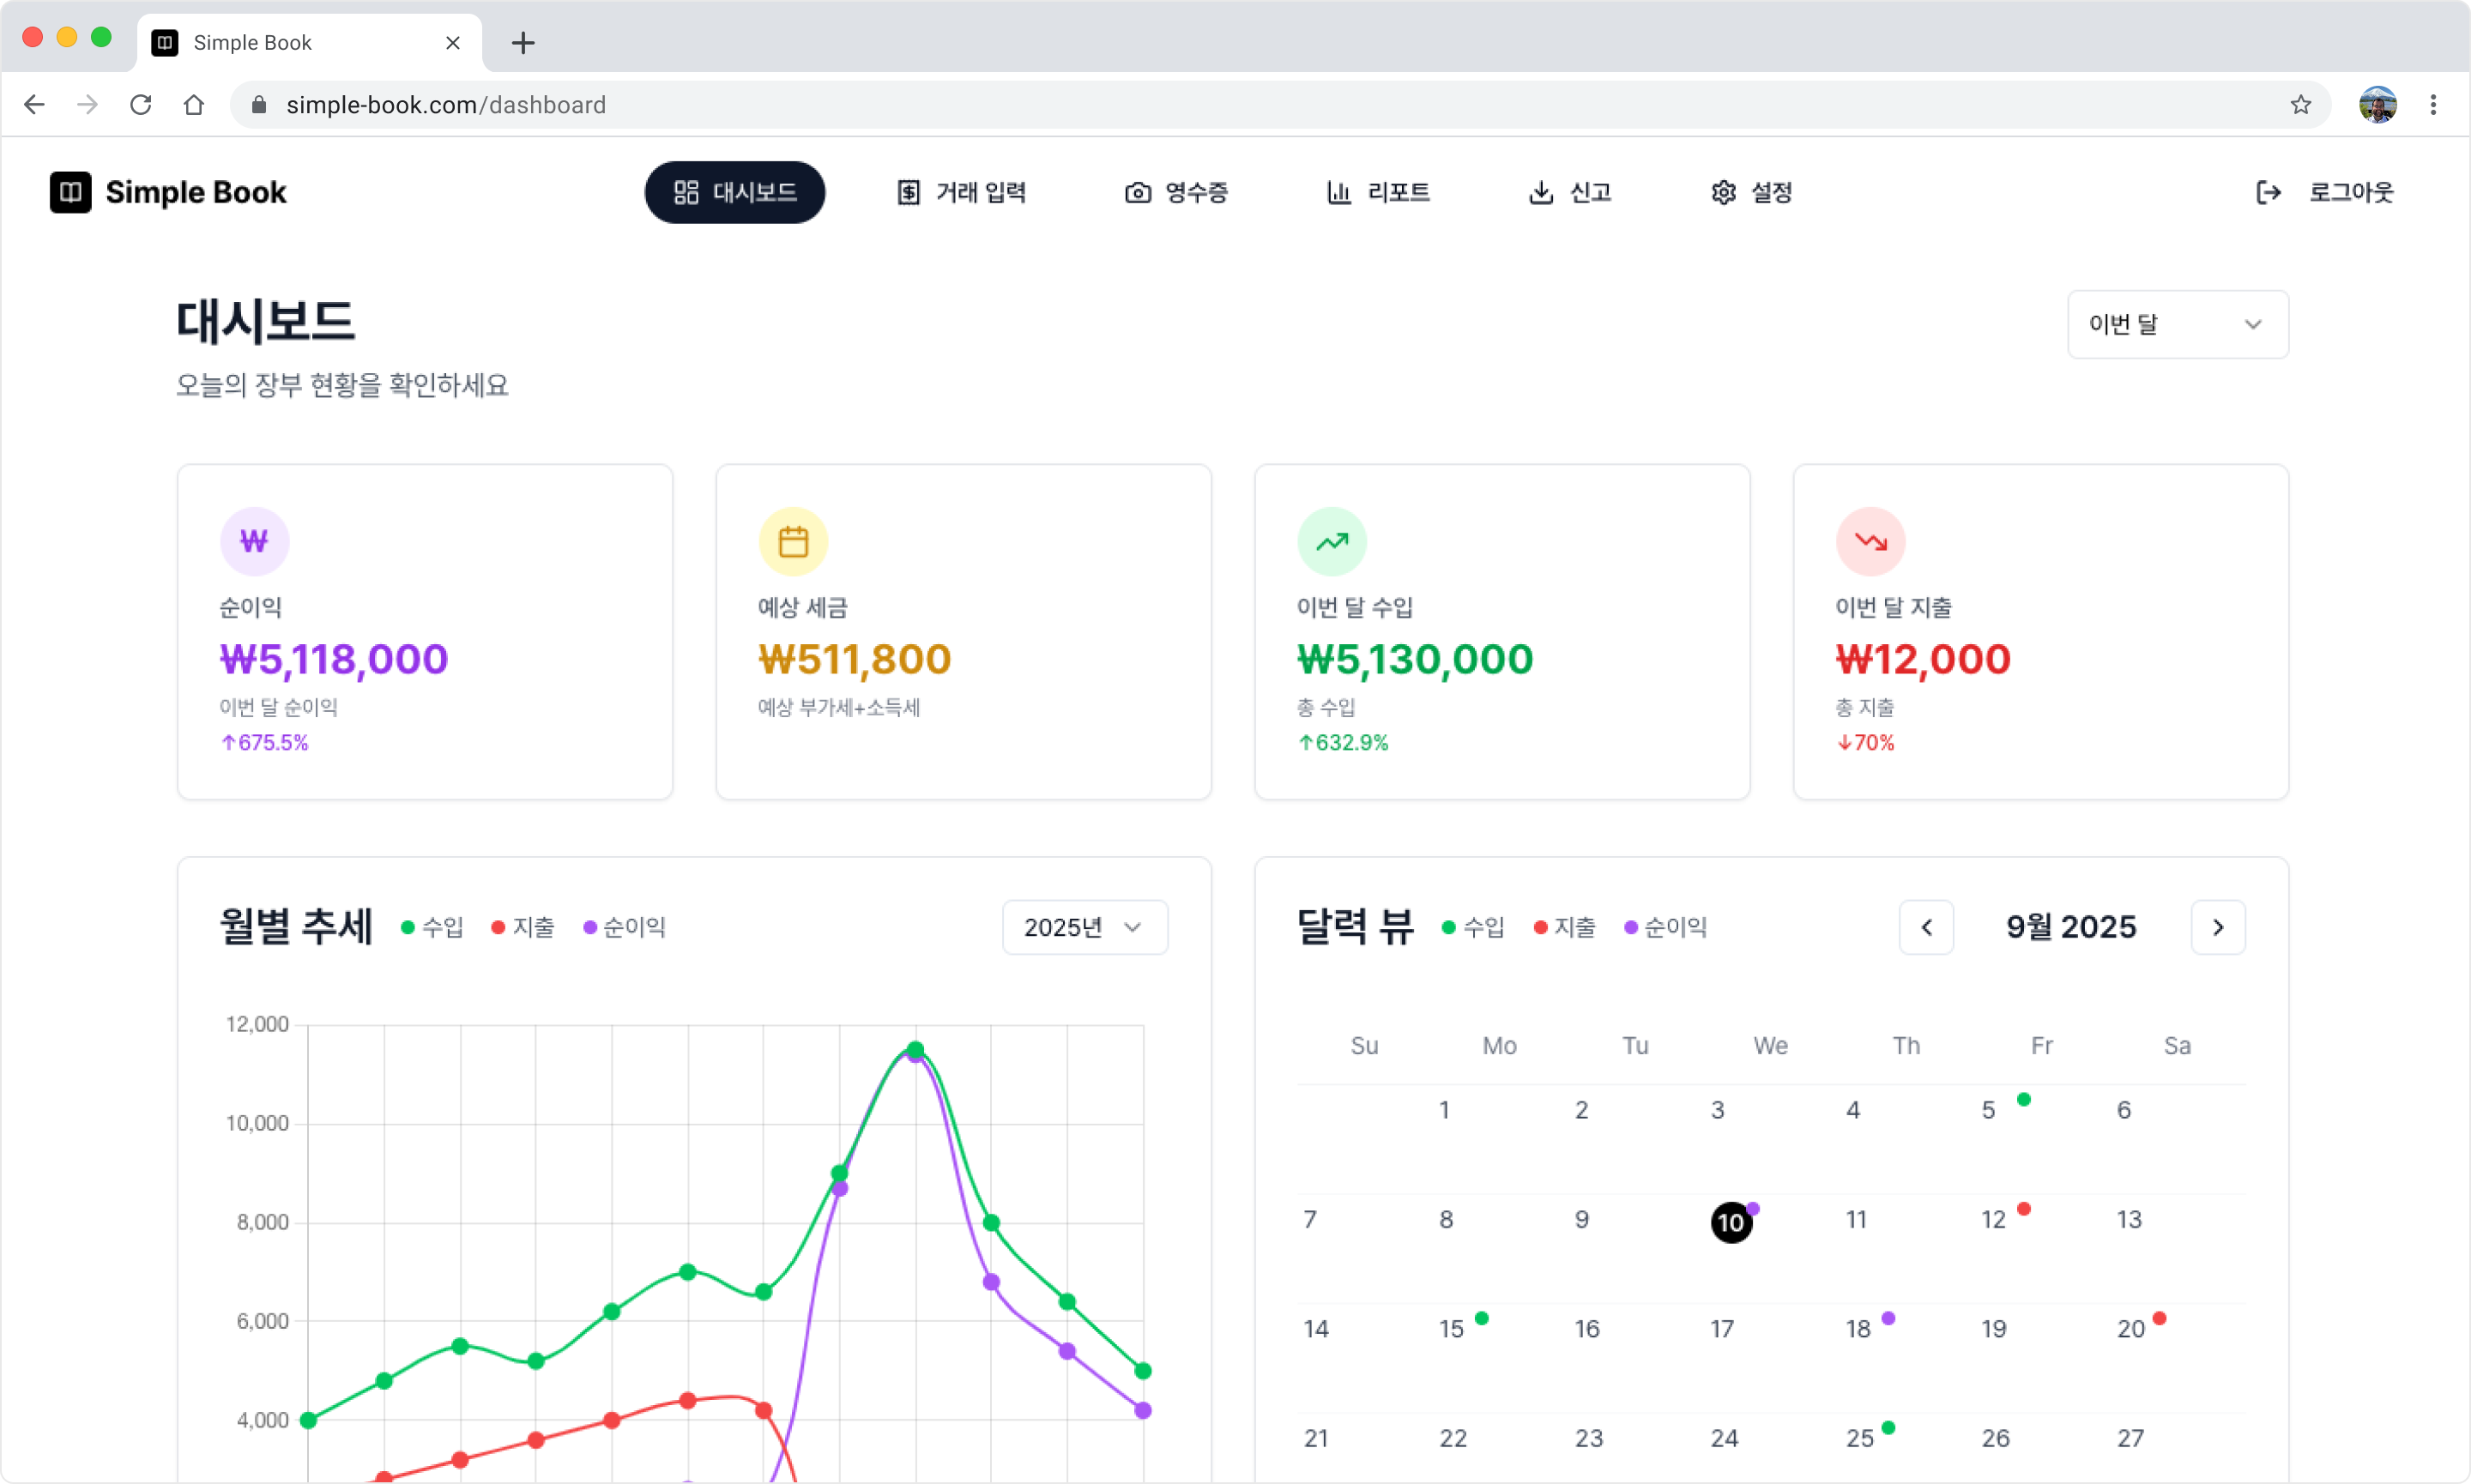 Simple Book
simple-book.com/dashboard
Simple Book
대시보드
거래 입력
영수증
리포트
신고
설정
로그아웃
대시보드
이번 달
오늘의 장부 현황을 확인하세요
₩
순이익
₩5,118,000
이번 달 순이익
↑675.5%
예상 세금
₩511,800
예상 부가세+소득세
이번 달 수입
₩5,130,000
총 수입
↑632.9%
이번 달 지출
₩12,000
총 지출
↓70%
월별 추세
수입
지출
순이익
2025년
12,000
10,000
8,000
6,000
4,000
달력 뷰
수입
지출
순이익
9월 2025
Su Mo Tu We Th Fr Sa
1 2 3 4 5 6
7 8 9 10 11 12 13
14 15 16 17 18 19 20
21 22 23 24 25 26 27